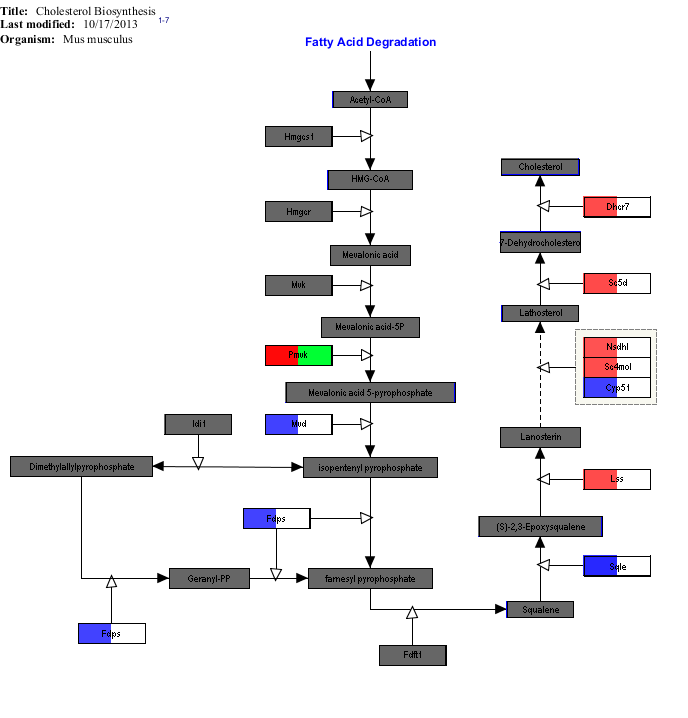 Title: Cholesterol Biosynthesis
Last modified: 10/17/2013 1-7
Organism: Mus musculus
Fatty Acid Degradation
Acetyl-CoA
Hmgcs1
HMG-CoA
Hmgcr
Mevalonic acid
Mvk
Mevalonic acid-5P
Pmvk
Mevalonic acid 5-pyrophosphate
Mvd
Idi1
Dimethylallylpyrophosphate
isopentenyl pyrophosphate
Fdps
Geranyl-PP
farnesyl pyrophosphate
Fdps
Fdft1
Squalene
Sqle
(S)-2,3-Epoxysqualene
Lss
Lanosterin
Nsdhl
Sc4mol
Cyp51
Lathosterol
Sc5d
7-Dehydrocholestero
Dhcr7
Cholesterol